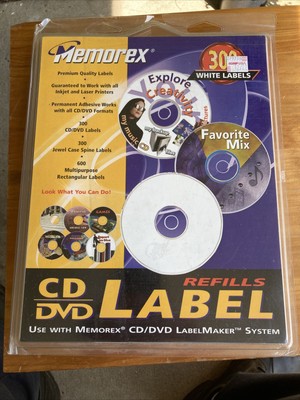 Memorex®
300
WHITE LABELS
Premium Quality Labels
Guaranteed to Work with all
Inkjet and Laser Printers
Permanent Adhesive Works
with all CD/DVD Formats
300
CD/DVD Labels
300
Jewel Case Spine Labels
600
Multipurpose
Rectangular Labels
Look What You Can Do!
Explore
Creativity
my music
Favorite
Mix
REFILLS
CD
DVD
LABEL
USE WITH MEMOREX® CD/DVD LABELMAKER™ SYSTEM